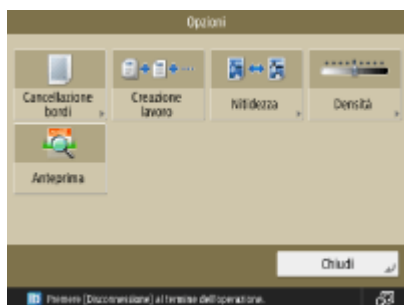 Opzioni
Cancellazione
bordi
Creazione
lavoro
Nitidezza
Densità
Anteprima
Chiudi
Premere [Disconnessione] al termine dell'operazione.